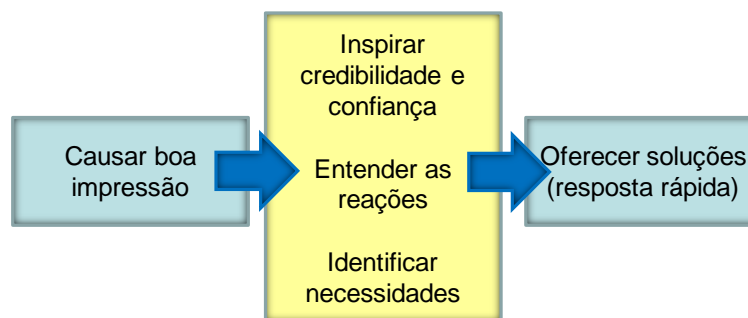 Causar boa
impressão
Inspirar
credibilidade e
confiança
Entender as
reações
Identificar
necessidades
Oferecer soluções
(resposta rápida)